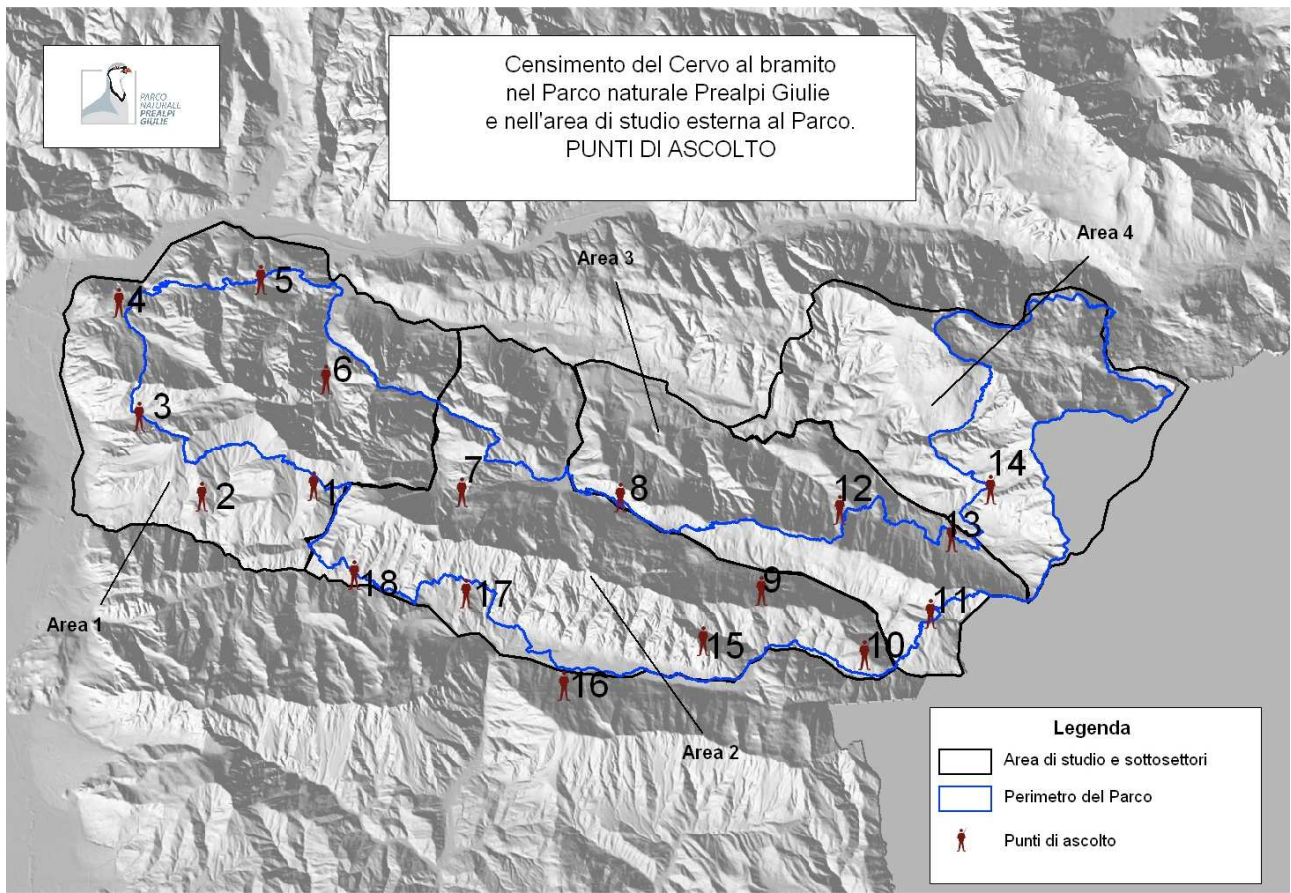 PARCO
NATURALE
PREALPI
GIULIE
Censimento del Cervo al bramito
nel Parco naturale Prealpi Giulie
e nell'area di studio esterna al Parco.
PUNTI DI ASCOLTO
Area 4
Area 3
5
4
6
3
14
7
1
2
8
12
13
9
18
17
11
Area 1
15
10
16
Area 2
Legenda
Area di studio e sottosettori
Perimetro del Parco
Punti di ascolto